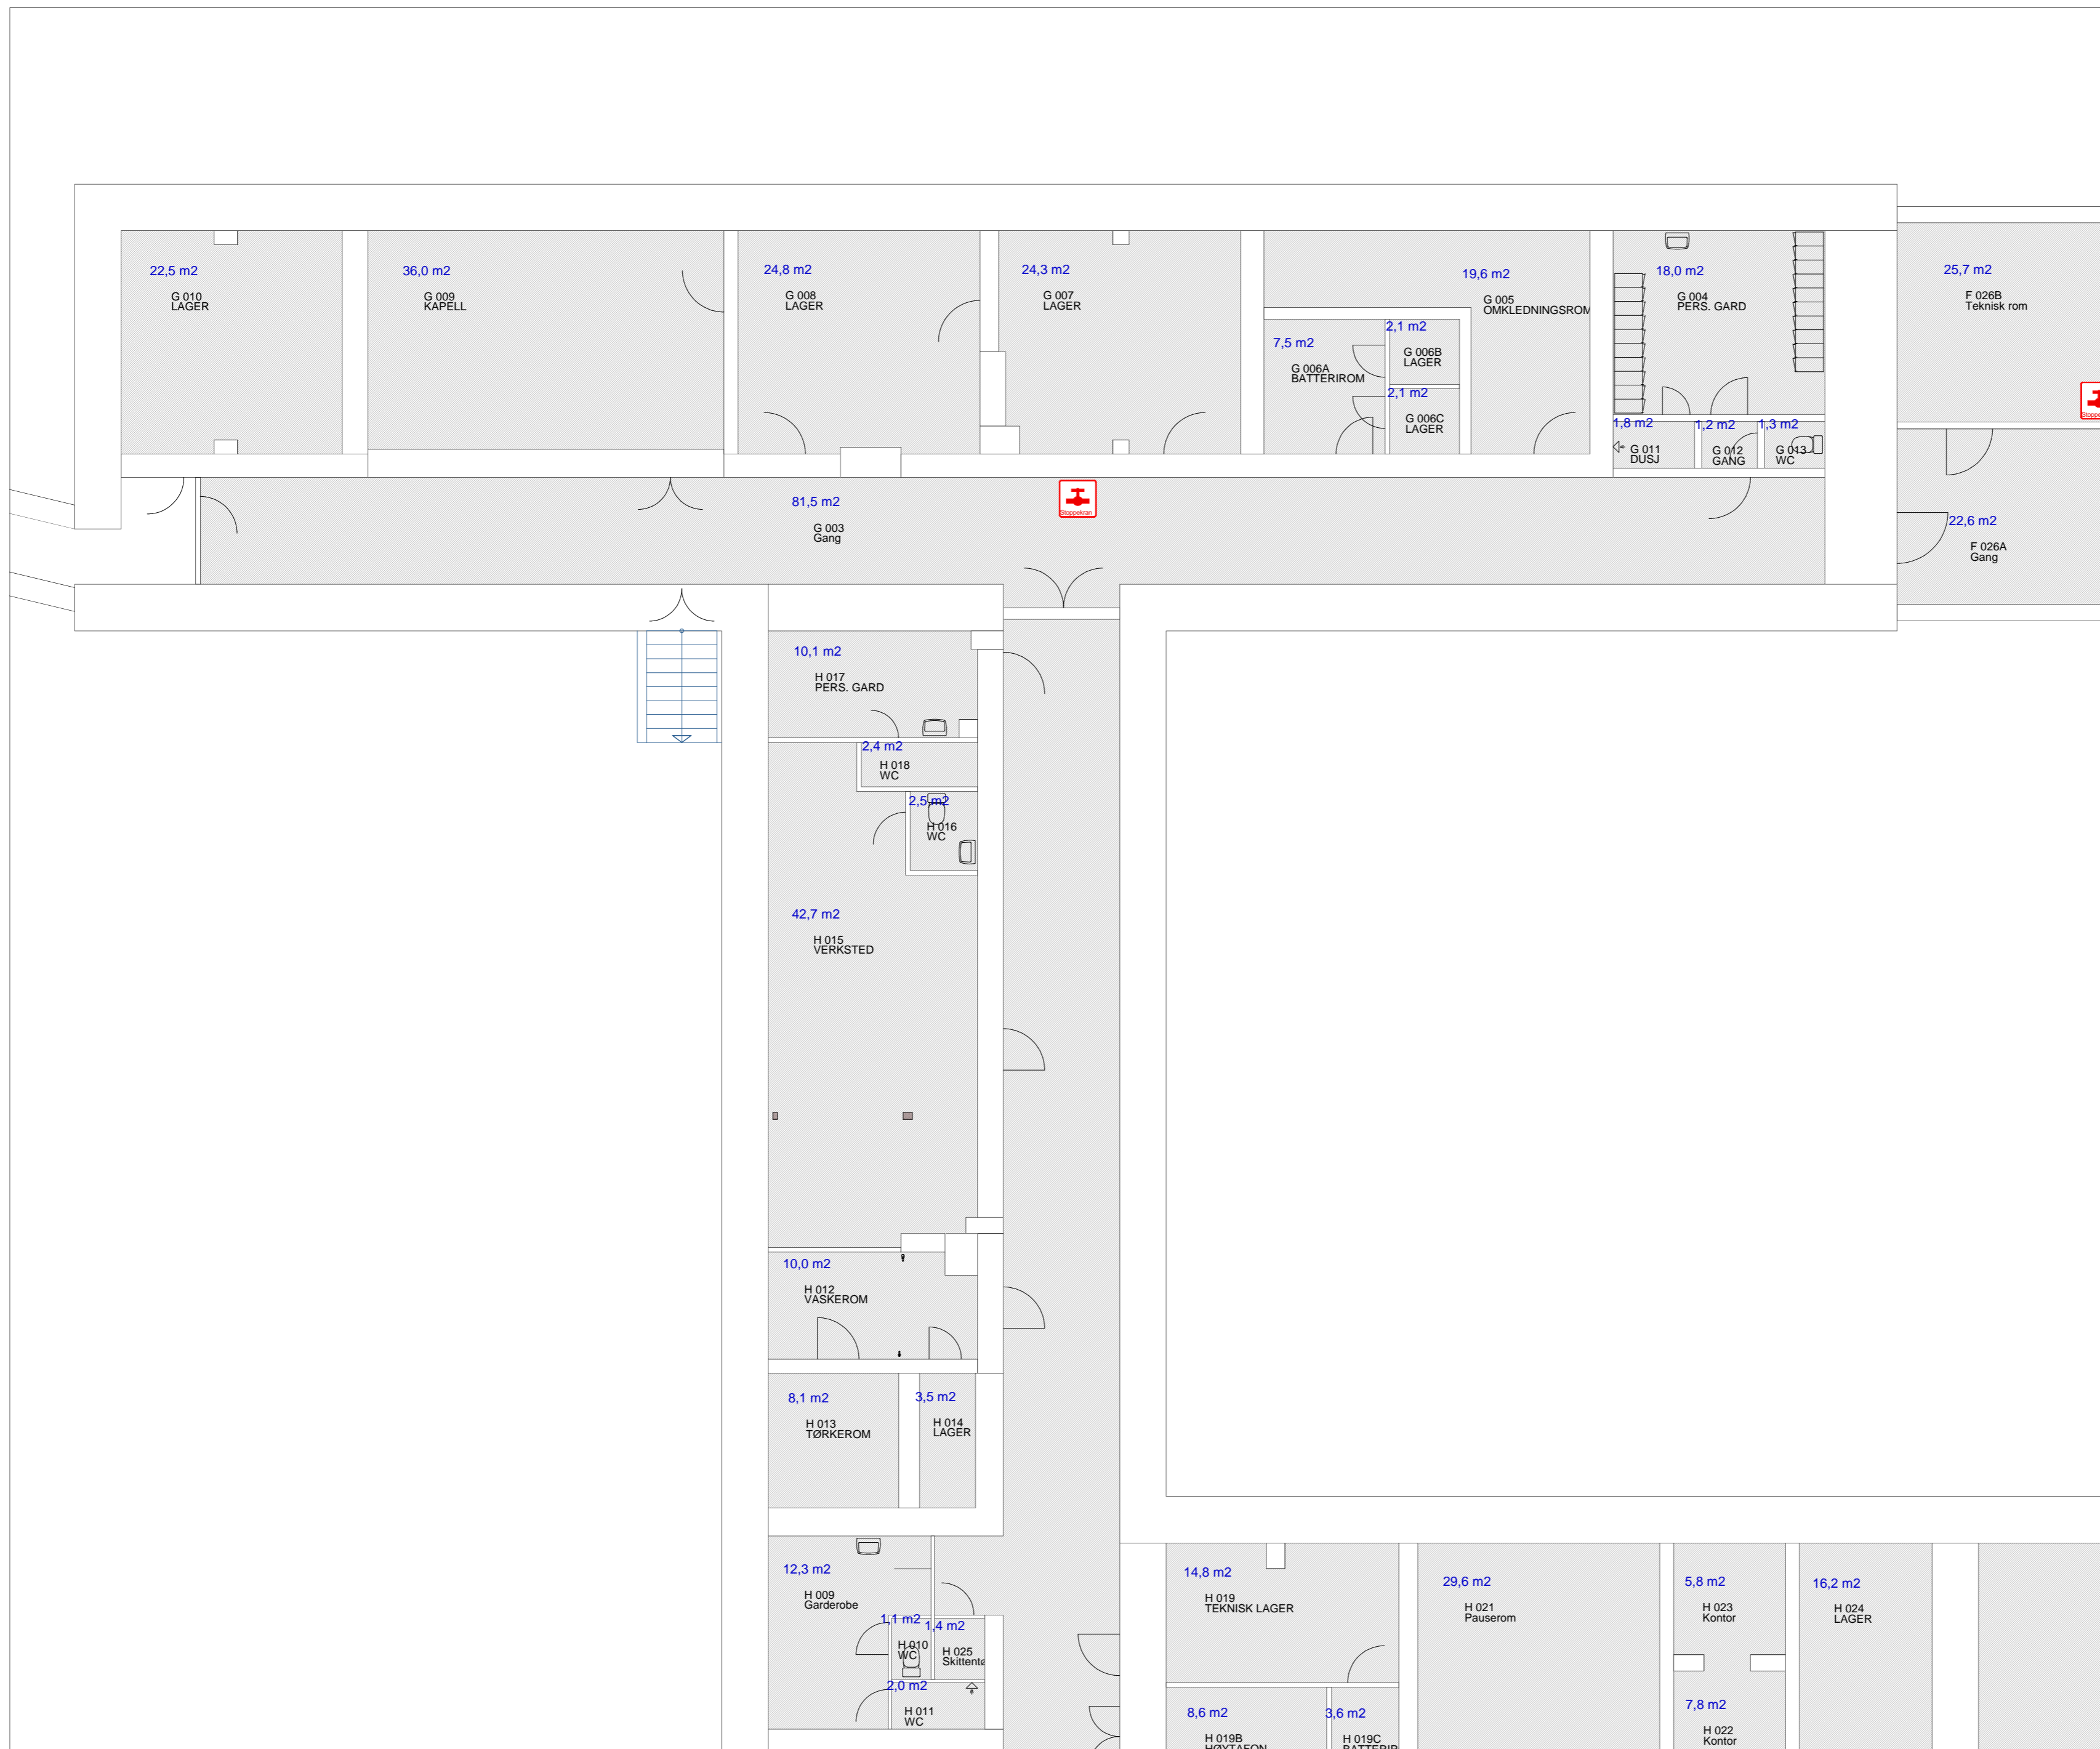 22,5 m2
G 010
LAGER
36,0 m2
G 009
KAPELL
24,8 m2
G 008
LAGER
24,3 m2
G 007
LAGER
19,6 m2
G 005
OMKLEDNINGSROM
7,5 m2
G 006A
BATTERIROM
2,1 m2
G 006B
LAGER
2,1 m2
G 006C
LAGER
18,0 m2
G 004
PERS. GARD
1,8 m2
G 011
DUSJ
1,2 m2
G 012
GANG
1,3 m2
G 013
WC
25,7 m2
F 026B
Teknisk rom
22,6 m2
F 026A
Gang
81,5 m2
G 003
Gang
Stoppekran
10,1 m2
H 017
PERS. GARD
2,4 m2
H 018
WC
2,5 m2
H 016
WC
42,7 m2
H 015
VERKSTED
10,0 m2
H 012
VASKEROM
8,1 m2
H 013
TØRKEROM
3,5 m2
H 014
LAGER
12,3 m2
H 009
Garderobe
1,1 m2
H 010
WC
1,4 m2
H 025
2,0 m2
H 011
WC
14,8 m2
H 019
TEKNISK LAGER
29,6 m2
H 021
Pauserom
5,8 m2
H 023
Kontor
16,2 m2
H 024
LAGER
8,6 m2
H 019B
HØYTAFON
3,6 m2
H 019C
7,8 m2
H 022
Kontor